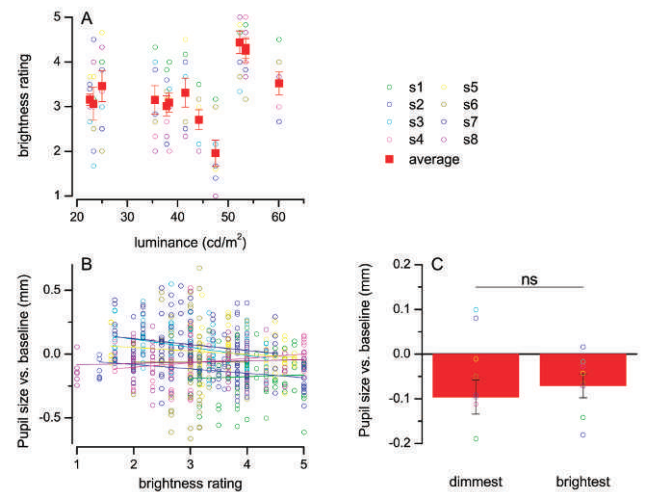 A
5
4
3
2
1
brightness rating
20 30 40 50 60
luminance (cd/m²)
s1 s5
s2 s6
s3 s7
s4 s8
average
B
0.5
0.0
-0.5
Pupil size vs. baseline (mm)
1 2 3 4 5
brightness rating
C
0.2
0.1
0.0
-0.1
-0.2
Pupil size vs. baseline (mm)
ns
dimmest brightest